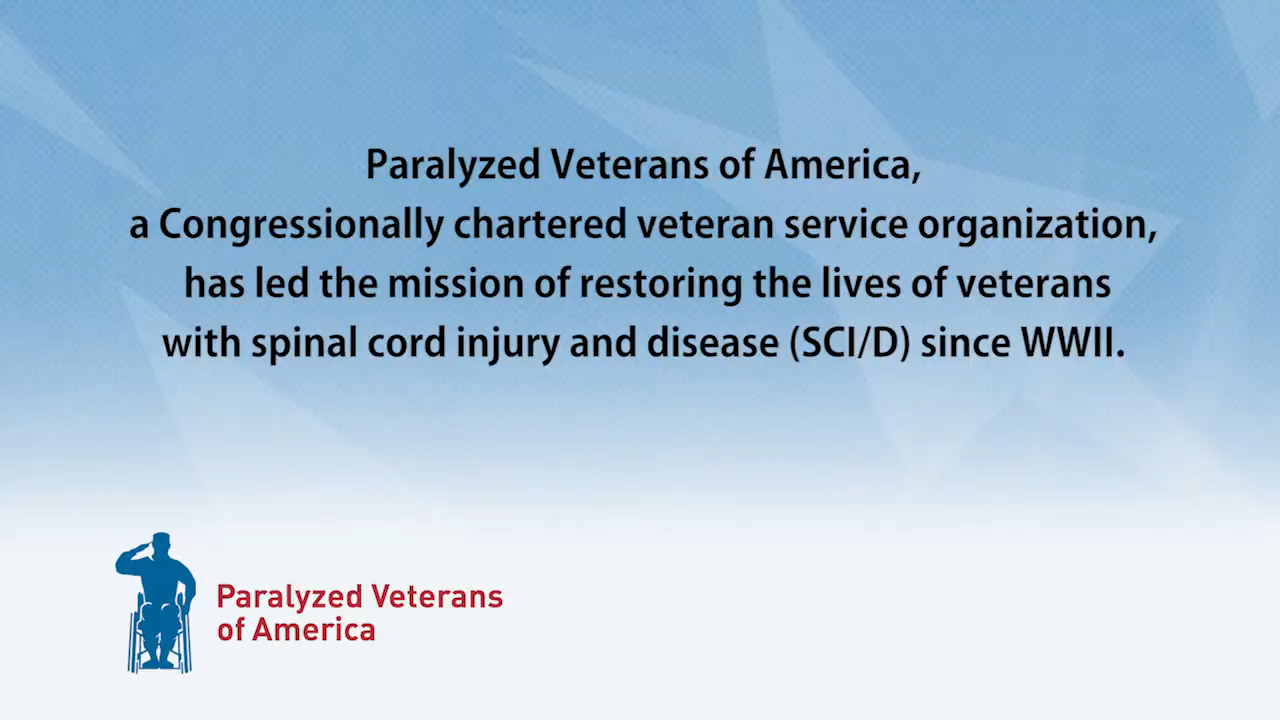 Paralyzed Veterans of America,
a Congressionally chartered veteran service organization,
has led the mission of restoring the lives of veterans
with spinal cord injury and disease (SCI/D) since WWII.
Paralyzed Veterans
of America